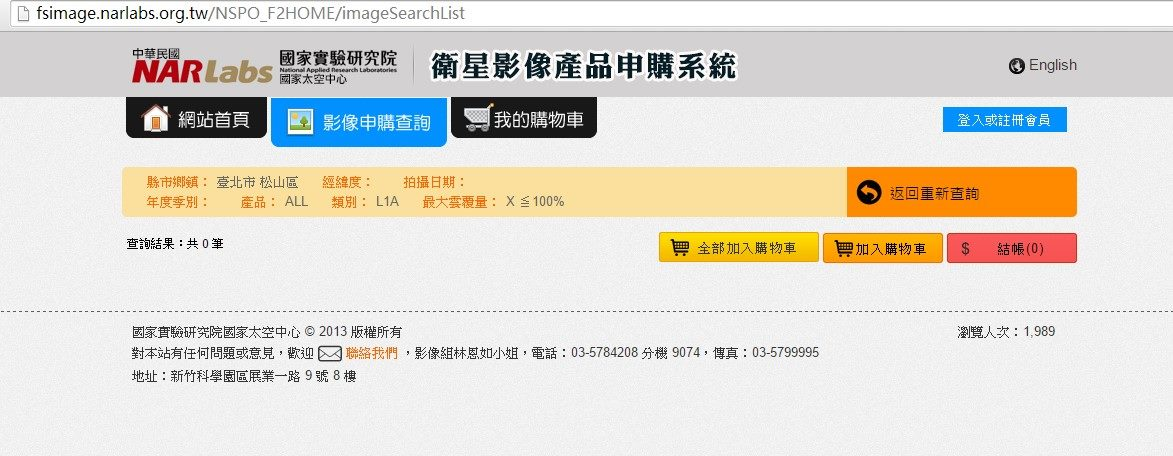 fsimage.narlabs.org.tw/NSPO_F2HOME/imageSearchList
中華民國
NARLabs 國家實驗研究院
National Applied Research Laboratories
國家太空中心
衛星影像產品申購系統
English
網站首頁 影像申購查詢 我的購物車
登入或註冊會員
縣市鄉鎮： 臺北市 松山區 經緯度： 拍攝日期：
年度季別： 產品： ALL 類別： L1A 最大雲覆量： X ≦100%
返回重新查詢
查詢結果：共 0 筆
全部加入購物車 加入購物車 $ 結帳(0)
國家實驗研究院國家太空中心 © 2013 版權所有 瀏覽人次：1,989
對本站有任何問題或意見，歡迎 聯絡我們 ，影像組林恩如小姐，電話：03-5784208 分機 9074，傳真：03-5799995
地址：新竹科學園區展業一路 9 號 8 樓